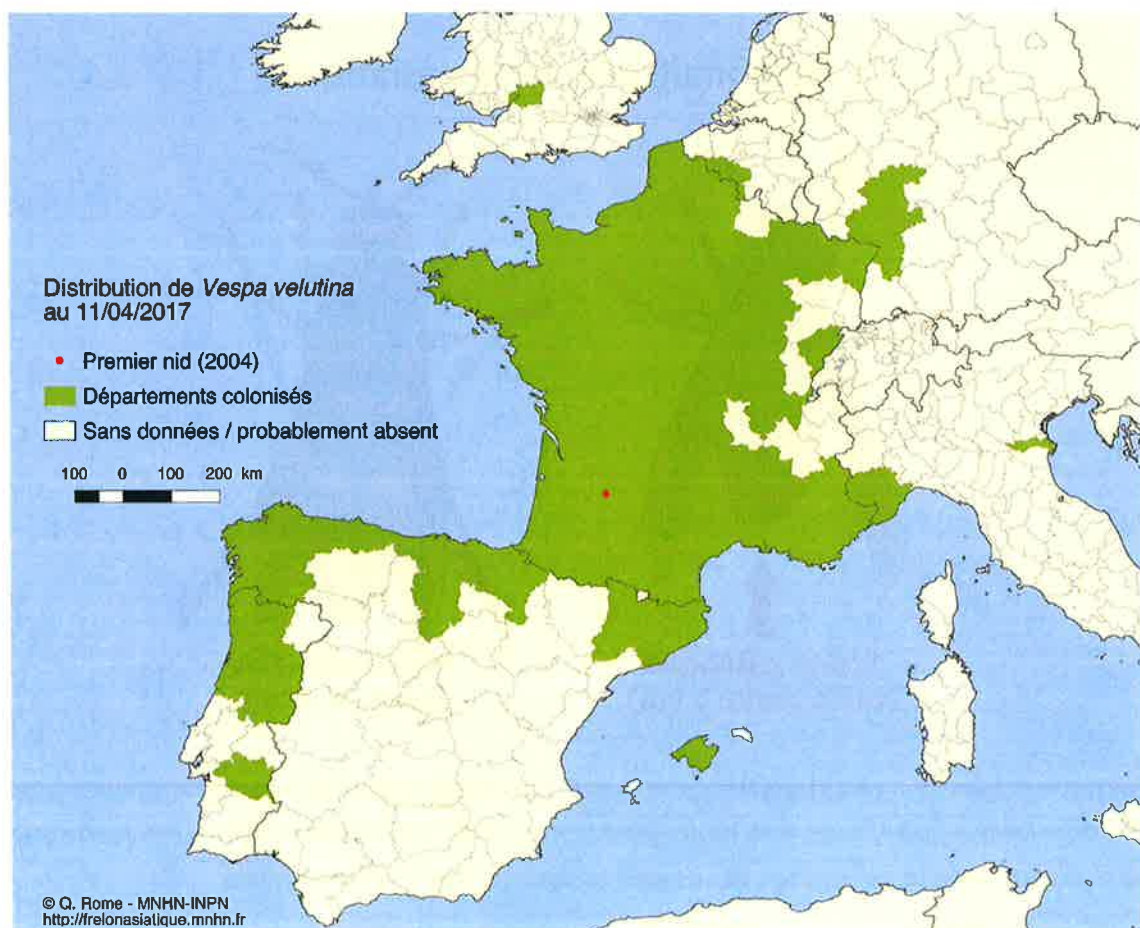 Distribution de Vespa velutina
au 11/04/2017
Premier nid (2004)
Départements colonisés
Sans données / probablement absent
100 0 100 200 km
© Q. Rome - MNHN-INPN
http://frelonasiatique.mnhn.fr